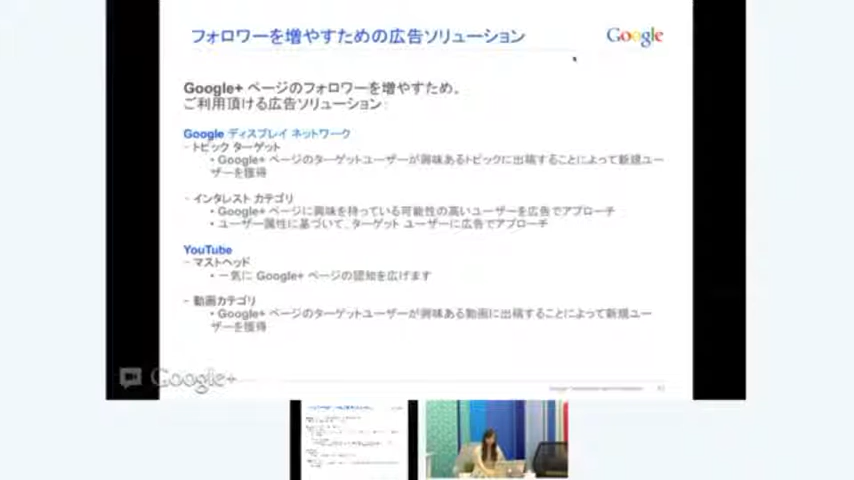 フォロワーを増やすための広告ソリューション
Google
Google+ ページのフォロワーを増やすため、
ご利用頂ける広告ソリューション：
Google ディスプレイ ネットワーク
- トピック ターゲット
• Google+ ページのターゲットユーザーが興味あるトピックに出稿することによって新規ユー
ザーを獲得
- インタレスト カテゴリ
• Google+ ページに興味を持っている可能性の高いユーザーを広告でアプローチ
• ユーザー属性に基づいて、ターゲット ユーザーに広告でアプローチ
YouTube
- マストヘッド
• 一気に Google+ ページの認知を広げます
- 動画カテゴリ
• Google+ ページのターゲットユーザーが興味ある動画に出稿することによって新規ユー
ザーを獲得
Google+